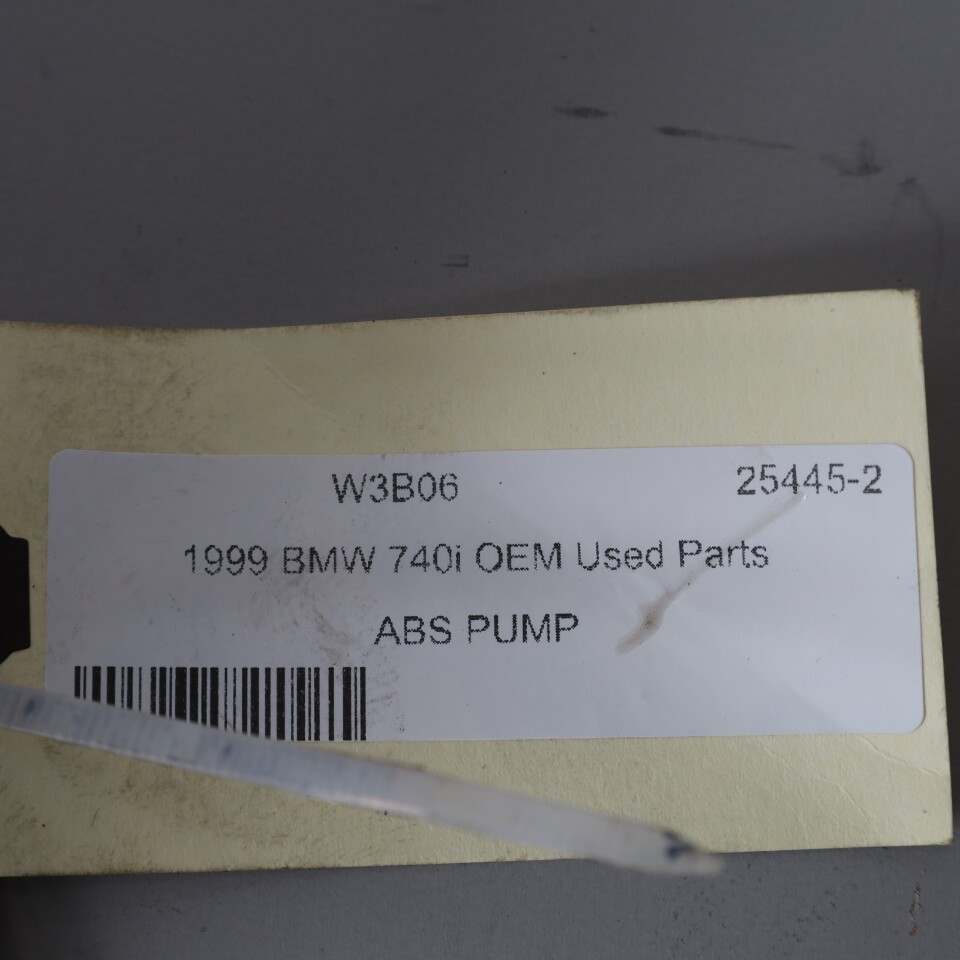 W3B06 25445-2
1999 BMW 740i OEM Used Parts
ABS PUMP